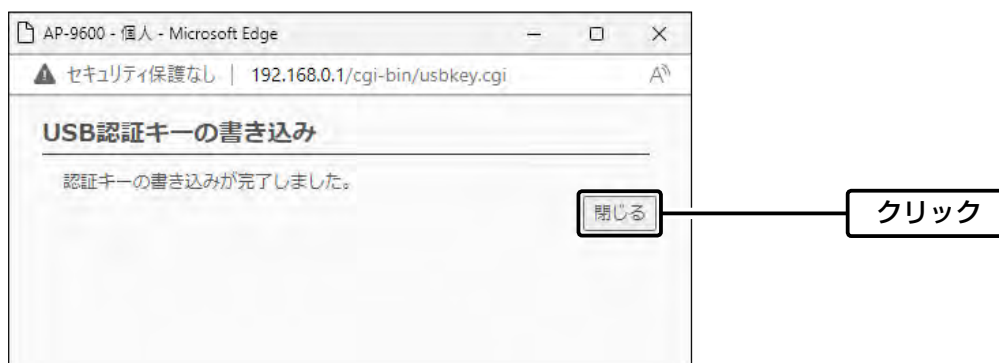 AP-9600 - 個人 - Microsoft Edge
セキュリティ保護なし | 192.168.0.1/cgi-bin/usbkey.cgi
USB認証キーの書き込み
認証キーの書き込みが完了しました。
閉じる
クリック